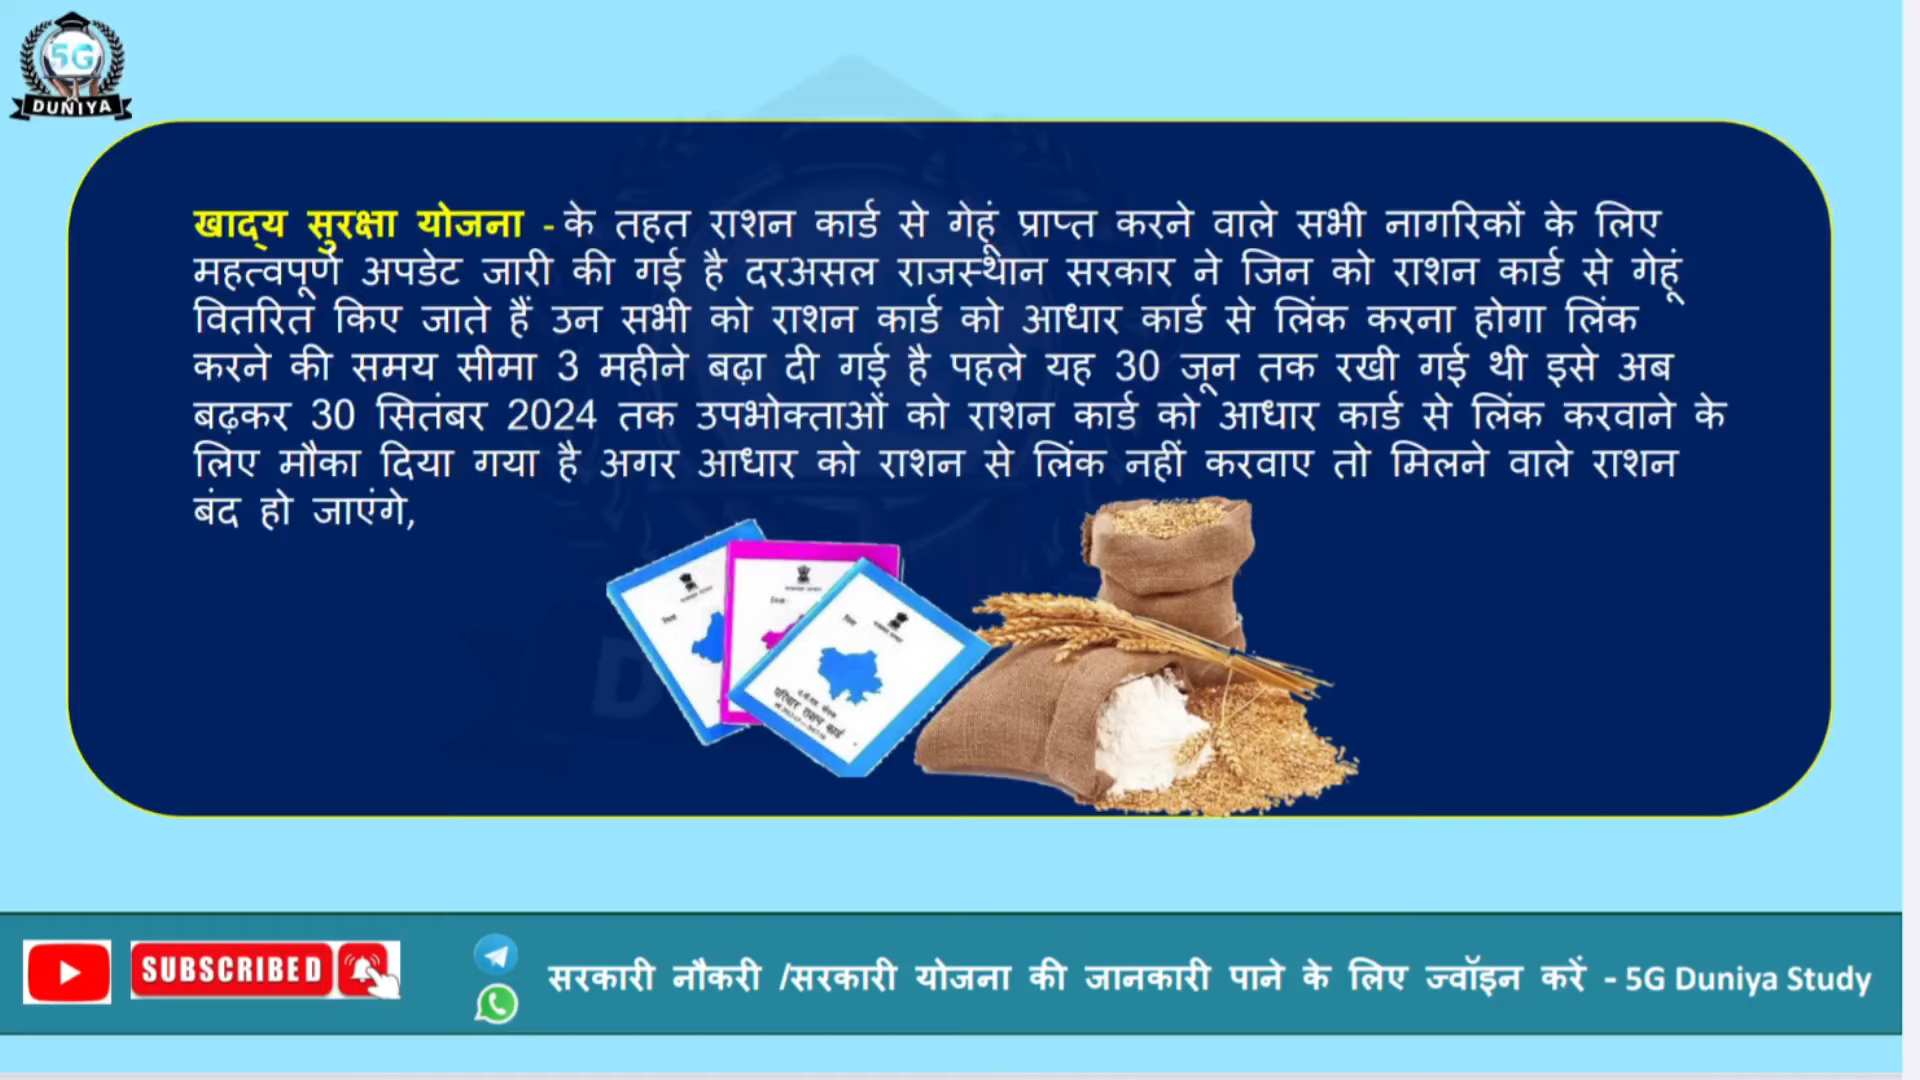 5G
DUNIYA
खाद्य सुरक्षा योजना - के तहत राशन कार्ड से गेहूं प्राप्त करने वाले सभी नागरिकों के लिए
महत्वपूर्ण अपडेट जारी की गई है दरअसल राजस्थान सरकार ने जिन को राशन कार्ड से गेहूं
वितरित किए जाते हैं उन सभी को राशन कार्ड को आधार कार्ड से लिंक करना होगा लिंक
करने की समय सीमा 3 महीने बढ़ा दी गई है पहले यह 30 जून तक रखी गई थी इसे अब
बढ़कर 30 सितंबर 2024 तक उपभोक्ताओं को राशन कार्ड को आधार कार्ड से लिंक करवाने के
लिए मौका दिया गया है अगर आधार को राशन से लिंक नहीं करवाए तो मिलने वाले राशन
बंद हो जाएंगे,
परिवार राशन कार्ड
SUBSCRIBED
सरकारी नौकरी /सरकारी योजना की जानकारी पाने के लिए ज्वॉइन करें - 5G Duniya Study